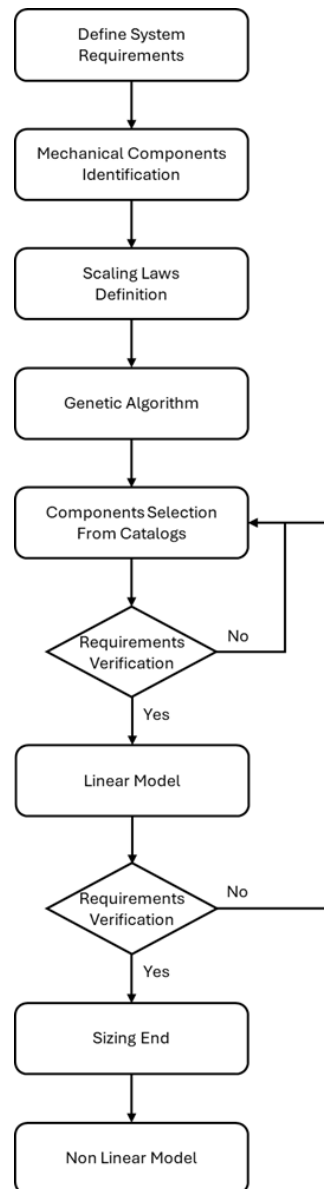 Define System
Requirements
Mechanical Components
Identification
Scaling Laws
Definition
Genetic Algorithm
Components Selection
From Catalogs
Requirements
Verification
No
Yes
Linear Model
Requirements
Verification
No
Yes
Sizing End
Non Linear Model